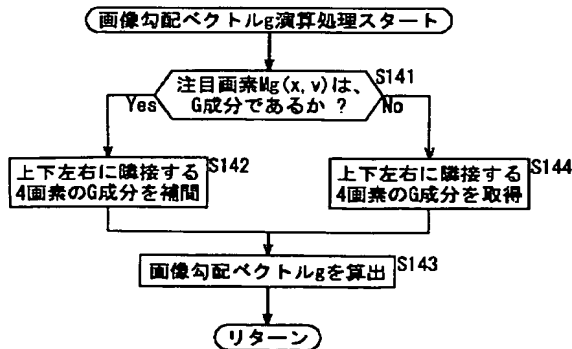 画像勾配ベクトルg演算処理スタート
S141
注目画素Mg(x,v)は、
G成分であるか ?
Yes
No
S142
上下左右に隣接する
4画素のG成分を補間
S144
上下左右に隣接する
4画素のG成分を取得
画像勾配ベクトルgを算出
S143
リターン